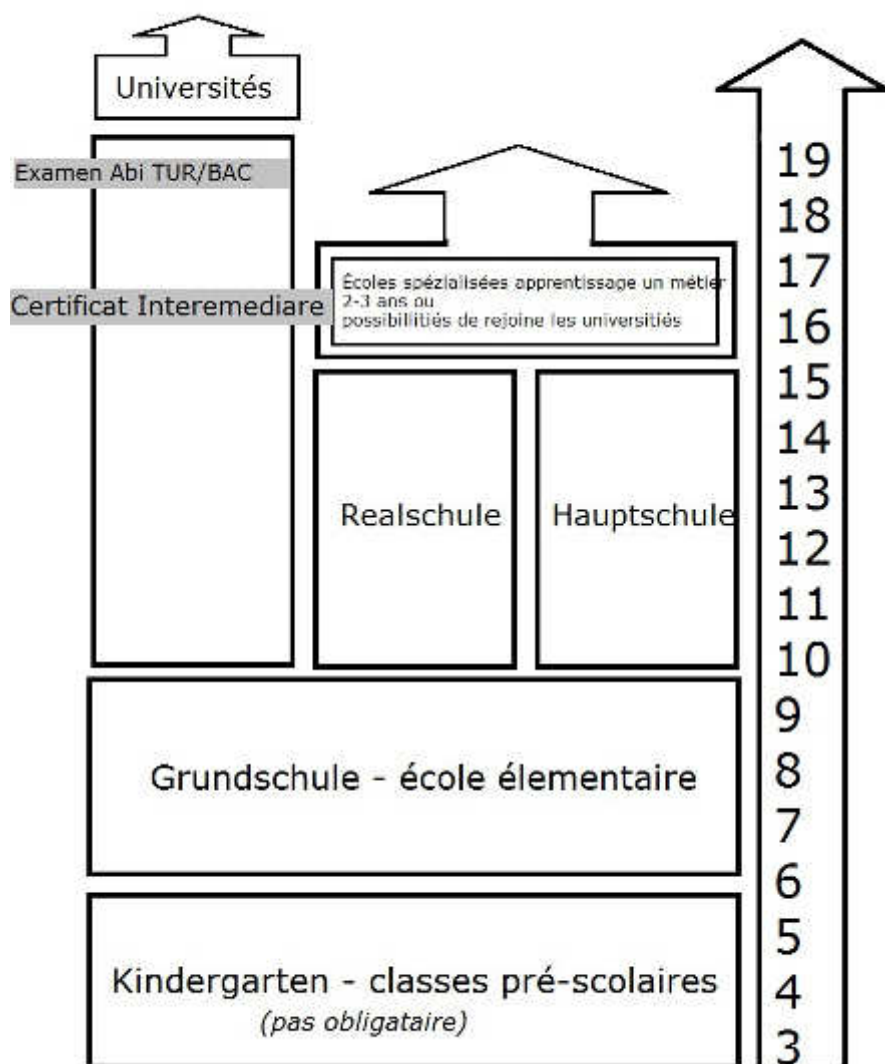 Universités
Examen Abi TUR/BAC
Certificat Interemediare
Écoles spézialisées apprentissage un métier
2-3 ans ou
possibillitiés de rejoine les universitiés
Realschule
Hauptschule
Grundschule - école élementaire
Kindergarten - classes pré-scolaires
(pas obligataire)
19
18
17
16
15
14
13
12
11
10
9
8
7
6
5
4
3